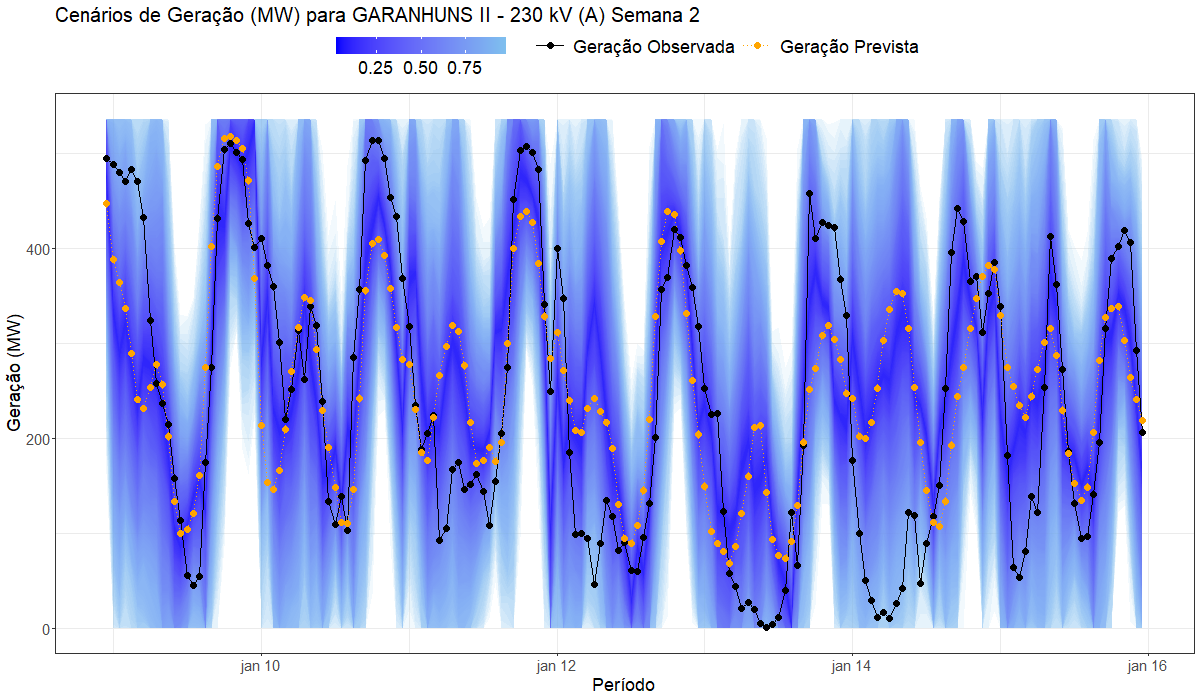 Cenários de Geração (MW) para GARANHUNS II - 230 kV (A) Semana 2
0.25 0.50 0.75
Geração Observada
Geração Prevista
Geração (MW)
400
200
0
jan 10
jan 12
jan 14
jan 16
Período